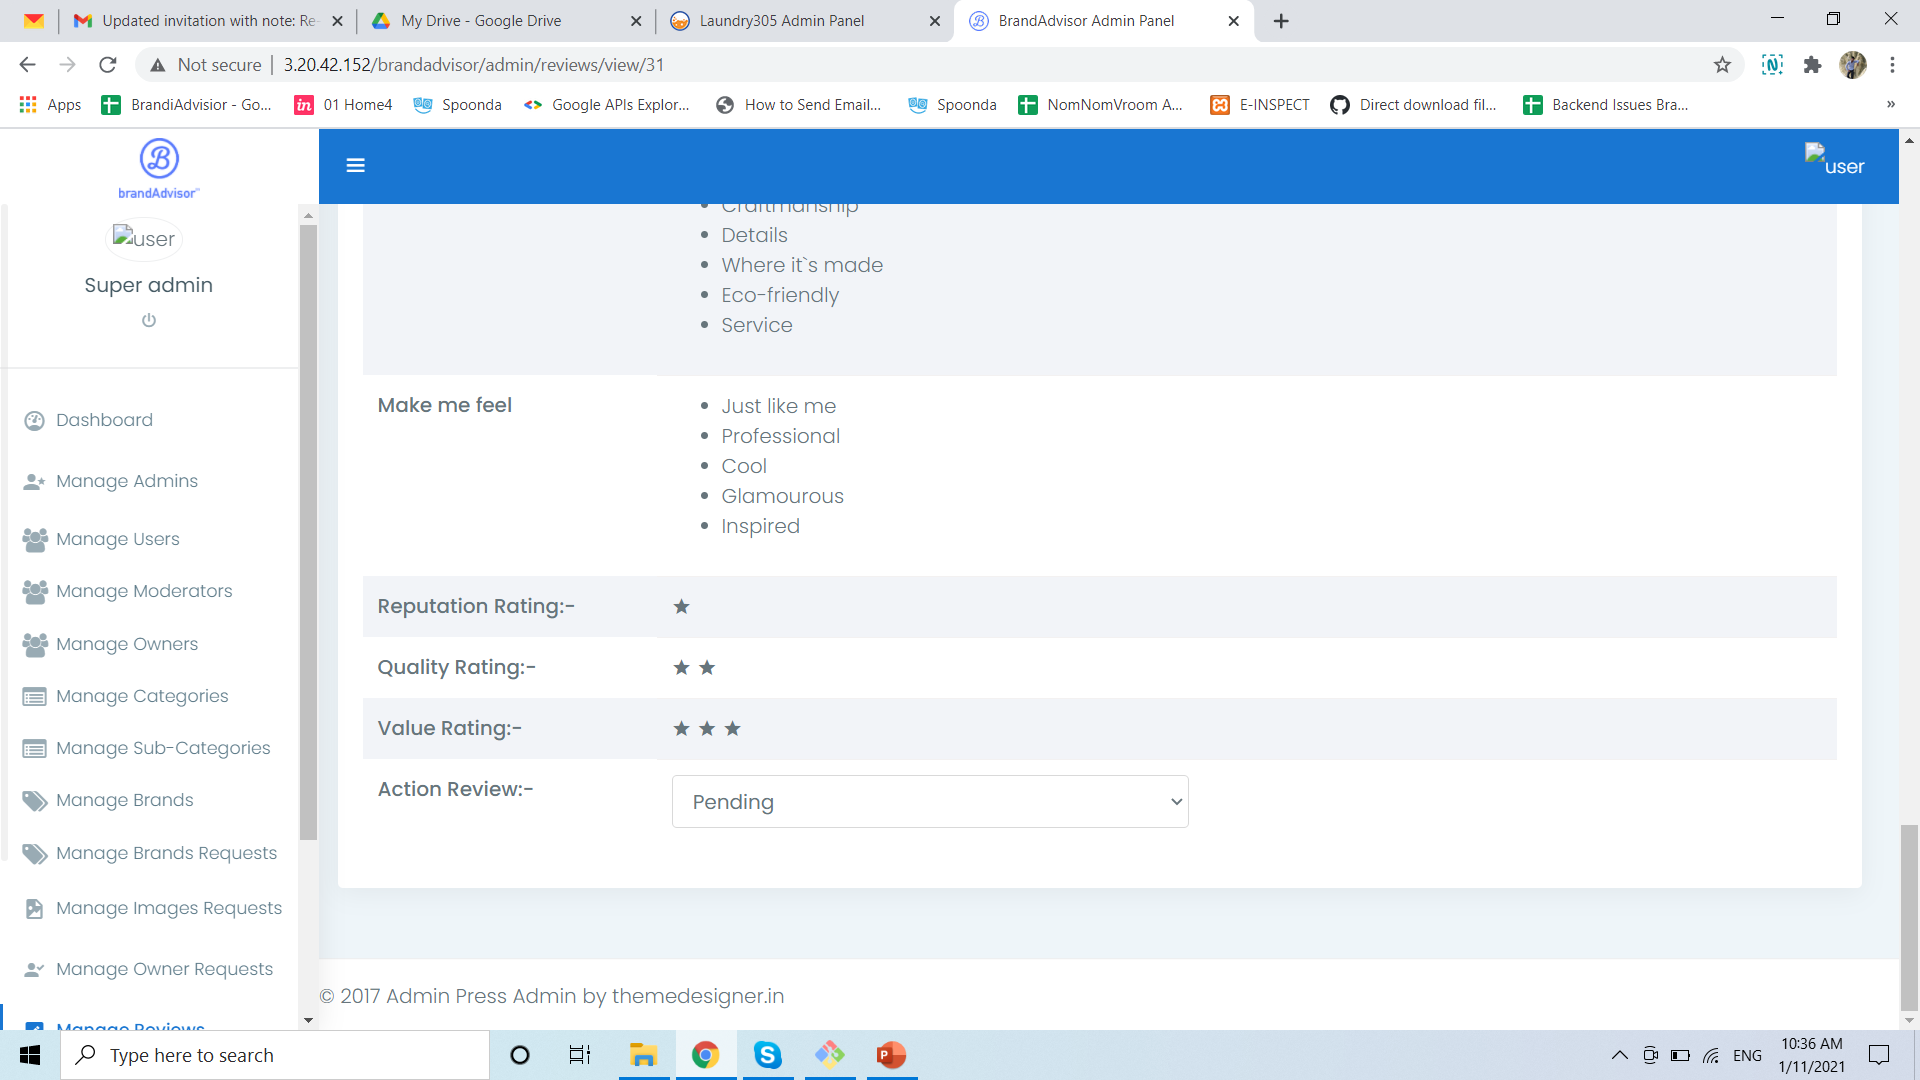 Updated invitation with note: Re-
My Drive - Google Drive
Laundry305 Admin Panel
BrandAdvisor Admin Panel
Not secure | 3.20.42.152/brandadvisor/admin/reviews/view/31
Apps
BrandiAdvisior - Go...
in 01 Home4
Spoonda
Google APIs Explor...
How to Send Email...
Spoonda
NomNomVroom A...
E-INSPECT
Direct download fil...
Backend Issues Bra...
»
B
brandAdvisor™
user
user
Super admin
Dashboard
Manage Admins
Manage Users
Manage Moderators
Manage Owners
Manage Categories
Manage Sub-Categories
Manage Brands
Manage Brands Requests
Manage Images Requests
Manage Owner Requests
Manage Reviews
• Craftmanship
• Details
• Where it`s made
• Eco-friendly
• Service
Make me feel
• Just like me
• Professional
• Cool
• Glamourous
• Inspired
Reputation Rating:- ★
Quality Rating:- ★ ★
Value Rating:- ★ ★ ★
Action Review:- Pending
© 2017 Admin Press Admin by themedesigner.in
Type here to search
ENG
10:36 AM
1/11/2021